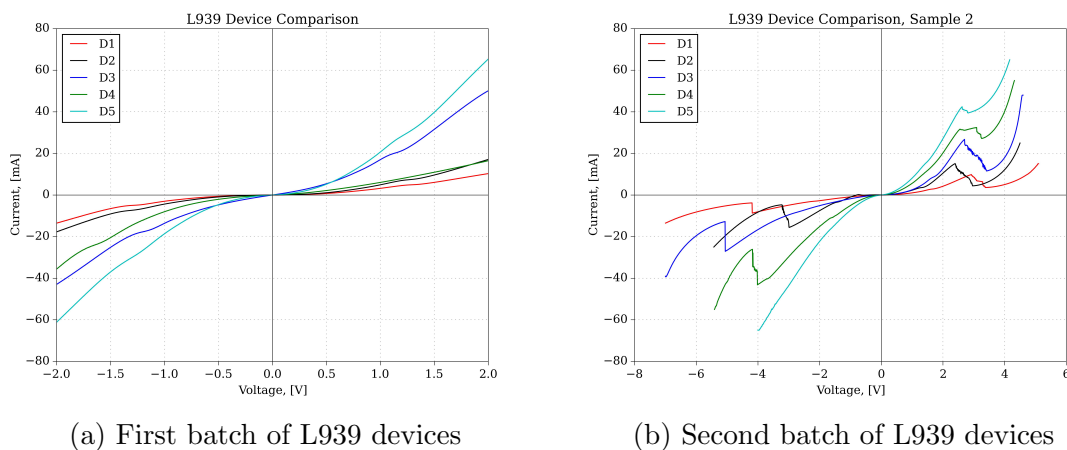 L939 Device Comparison
80
60
40
20
0
−20
−40
−60
−80
Current, [mA]
D1
D2
D3
D4
D5
−2.0 −1.5 −1.0 −0.5 0.0 0.5 1.0 1.5 2.0
Voltage, [V]
(a) First batch of L939 devices
L939 Device Comparison, Sample 2
80
60
40
20
0
−20
−40
−60
−80
Current, [mA]
D1
D2
D3
D4
D5
−8 −6 −4 −2 0 2 4 6
Voltage, [V]
(b) Second batch of L939 devices